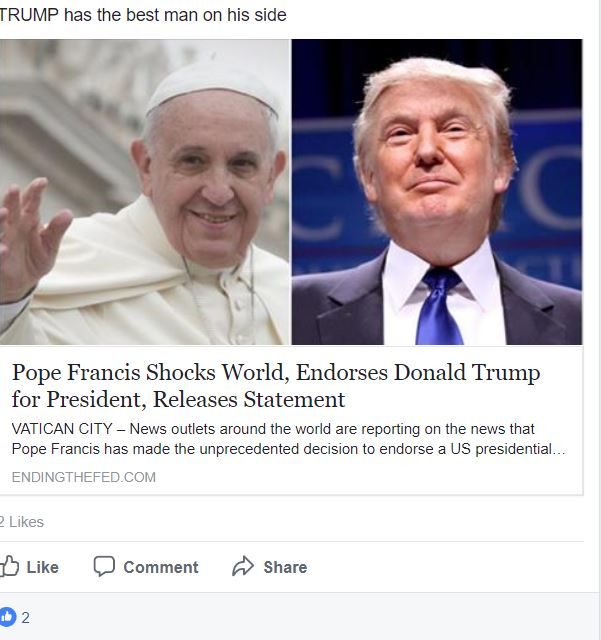 TRUMP has the best man on his side
C C
Pope Francis Shocks World, Endorses Donald Trump
for President, Releases Statement
VATICAN CITY – News outlets around the world are reporting on the news that
Pope Francis has made the unprecedented decision to endorse a US presidential...
ENDINGTHEFED.COM
2 Likes
Like Comment Share
2